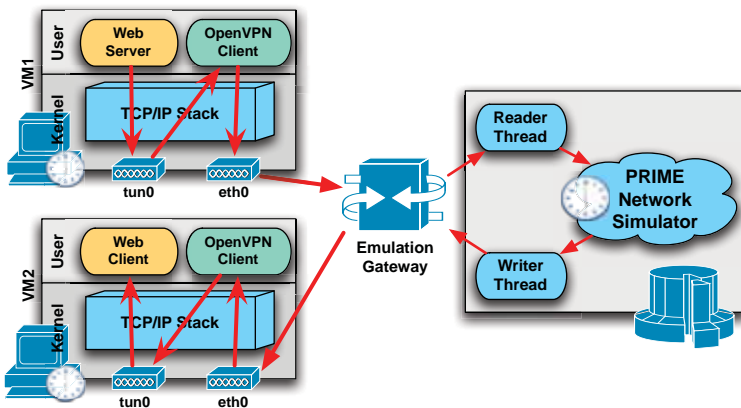 VM1
User
Kernel
Web
Server
OpenVPN
Client
TCP/IP Stack
tun0
eth0
VM2
User
Kernel
Web
Client
OpenVPN
Client
TCP/IP Stack
tun0
eth0
Emulation
Gateway
Reader
Thread
PRIME
Network
Simulator
Writer
Thread